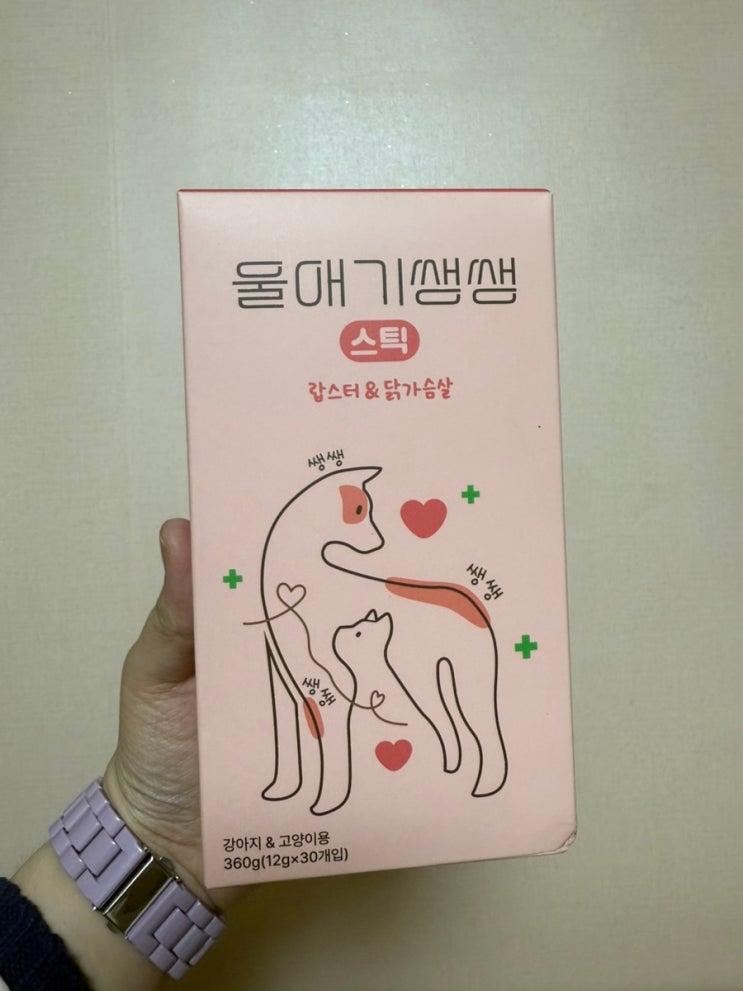 울애기쌩쌩
스틱
랍스터 & 닭가슴살
쌩쌩
쌩쌩
쌩쌩
강아지 & 고양이용
360g(12g×30개입)